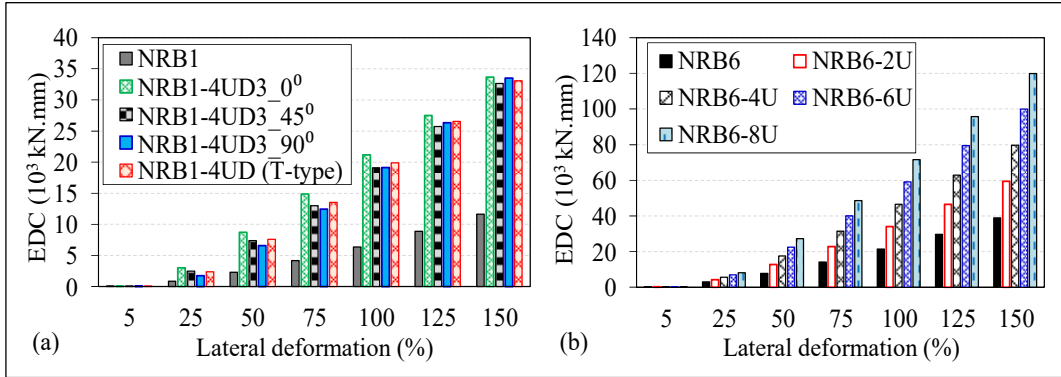 40
35
30
25
20
15
10
5
0
EDC (10³ kN.mm)
NRB1
NRB1-4UD3_0⁰
NRB1-4UD3_45⁰
NRB1-4UD3_90⁰
NRB1-4UD (T-type)
5 25 50 75 100 125 150
(a)
Lateral deformation (%)
140
120
100
80
60
40
20
0
EDC (10³ kN.mm)
NRB6 NRB6-2U
NRB6-4U NRB6-6U
NRB6-8U
5 25 50 75 100 125 150
(b)
Lateral deformation (%)